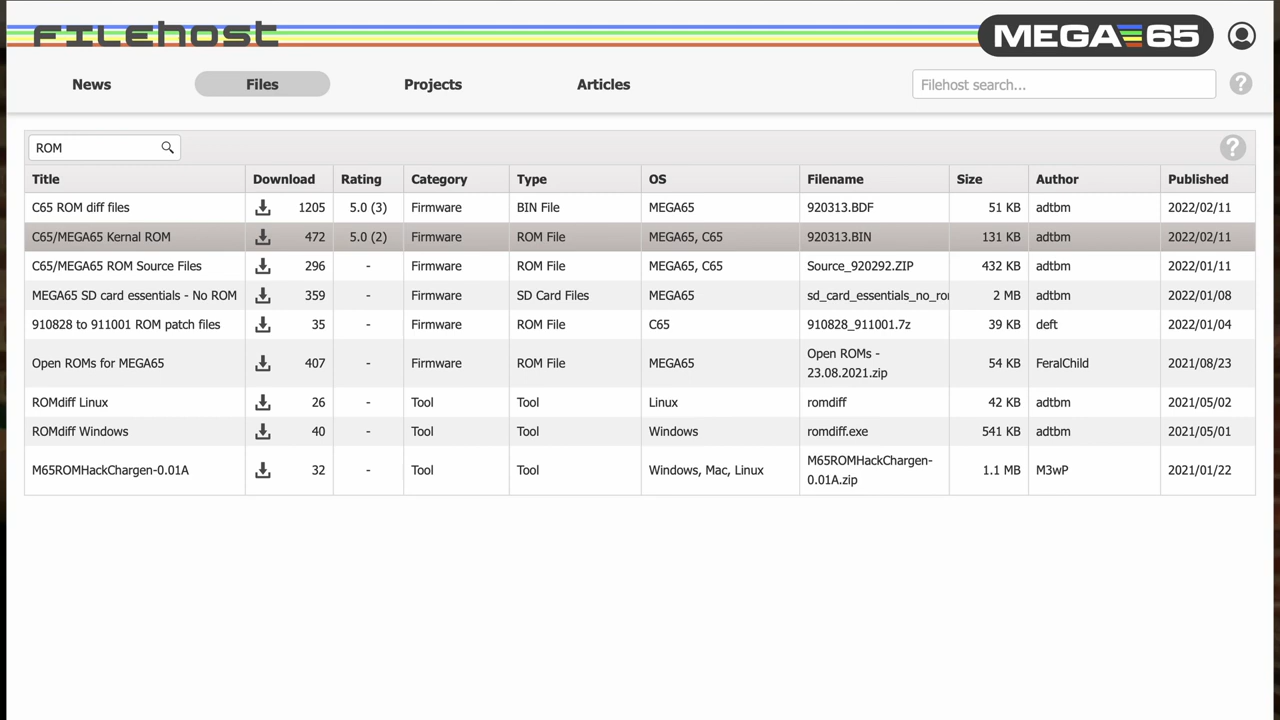 FILEHOST
MEGA65
News Files Projects Articles Filehost search... ?
ROM ?
Title Download Rating Category Type OS Filename Size Author Published
C65 ROM diff files 1205 5.0 (3) Firmware BIN File MEGA65 920313.BDF 51 KB adtbm 2022/02/11
C65/MEGA65 Kernal ROM 472 5.0 (2) Firmware ROM File MEGA65, C65 920313.BIN 131 KB adtbm 2022/02/11
C65/MEGA65 ROM Source Files 296 - Firmware ROM File MEGA65, C65 Source_920292.ZIP 432 KB adtbm 2022/01/11
MEGA65 SD card essentials - No ROM 359 - Firmware SD Card Files MEGA65 sd_card_essentials_no_ro 2 MB adtbm 2022/01/08
910828 to 911001 ROM patch files 35 - Firmware ROM File C65 910828_911001.7z 39 KB deft 2022/01/04
Open ROMs for MEGA65 407 - Firmware ROM File MEGA65 Open ROMs -
23.08.2021.zip 54 KB FeralChild 2021/08/23
ROMdiff Linux 26 - Tool Tool Linux romdiff 42 KB adtbm 2021/05/02
ROMdiff Windows 40 - Tool Tool Windows romdiff.exe 541 KB adtbm 2021/05/01
M65ROMHackChargen-0.01A 32 - Tool Tool Windows, Mac, Linux M65ROMHackChargen-
0.01A.zip 1.1 MB M3wP 2021/01/22